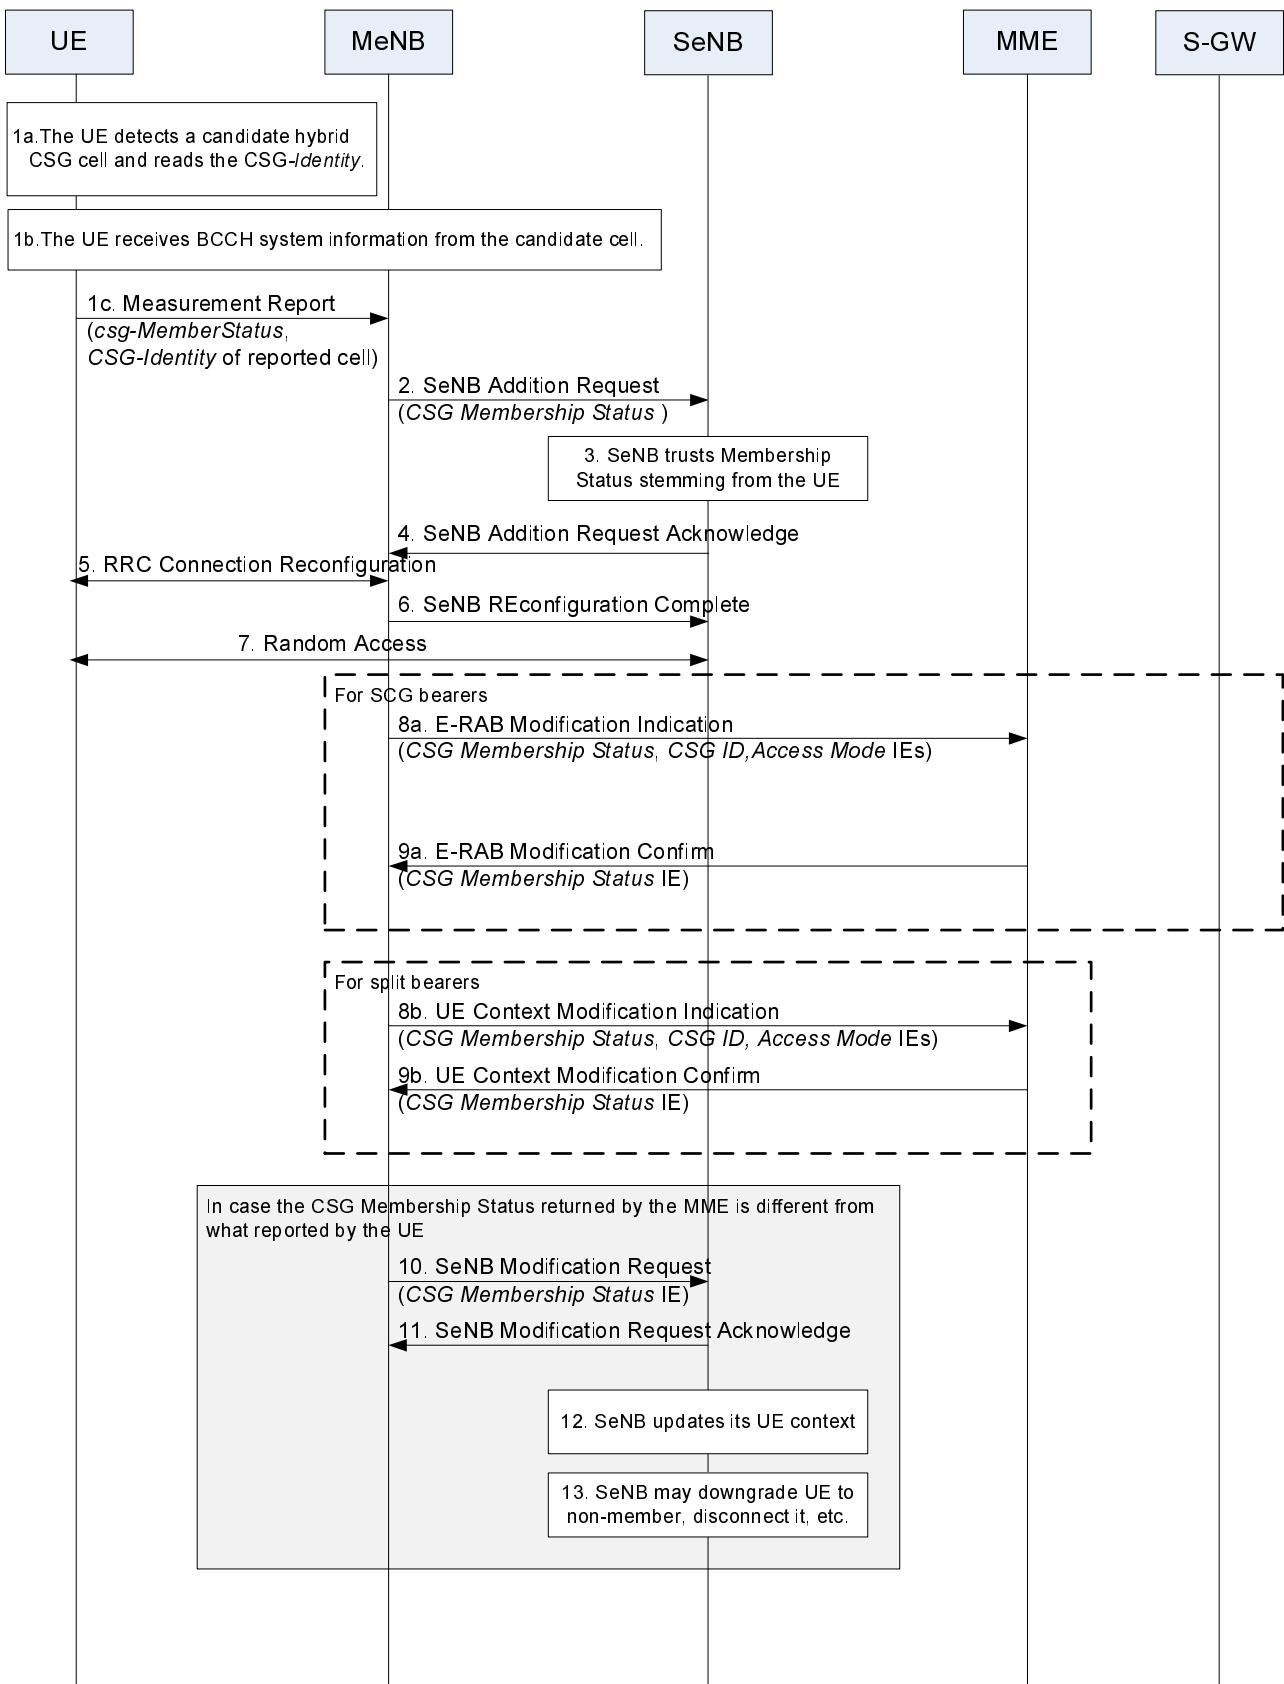 UE
MeNB
SeNB
MME
S-GW
1a.The UE detects a candidate hybrid
CSG cell and reads the CSG-Identity.
1b.The UE receives BCCH system information from the candidate cell.
1c. Measurement Report
(csg-MemberStatus,
CSG-Identity of reported cell)
2. SeNB Addition Request
(CSG Membership Status )
3. SeNB trusts Membership
Status stemming from the UE
4. SeNB Addition Request Acknowledge
5. RRC Connection Reconfiguration
6. SeNB REconfiguration Complete
7. Random Access
For SCG bearers
8a. E-RAB Modification Indication
(CSG Membership Status, CSG ID,Access Mode IEs)
9a. E-RAB Modification Confirm
(CSG Membership Status IE)
For split bearers
8b. UE Context Modification Indication
(CSG Membership Status, CSG ID, Access Mode IEs)
9b. UE Context Modification Confirm
(CSG Membership Status IE)
In case the CSG Membership Status returned by the MME is different from
what reported by the UE
10. SeNB Modification Request
(CSG Membership Status IE)
11. SeNB Modification Request Acknowledge
12. SeNB updates its UE context
13. SeNB may downgrade UE to
non-member, disconnect it, etc.